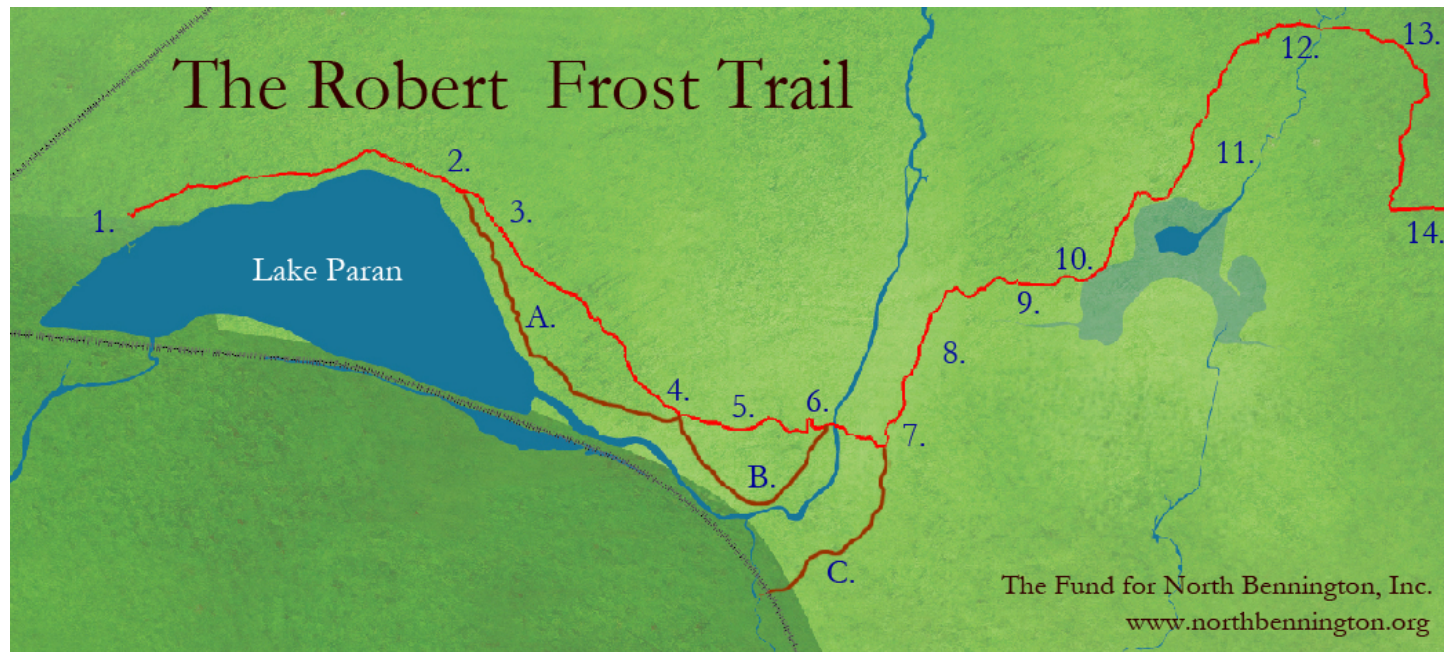 The Robert Frost Trail
1.
2.
3.
Lake Paran
A.
4.
5.
6.
B.
C.
7.
8.
9.
10.
11.
12.
13.
14.
The Fund for North Bennington, Inc.
www.northbennington.org